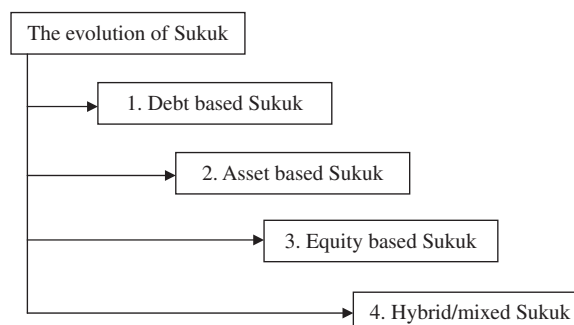 The evolution of Sukuk
1. Debt based Sukuk
2. Asset based Sukuk
3. Equity based Sukuk
4. Hybrid/mixed Sukuk